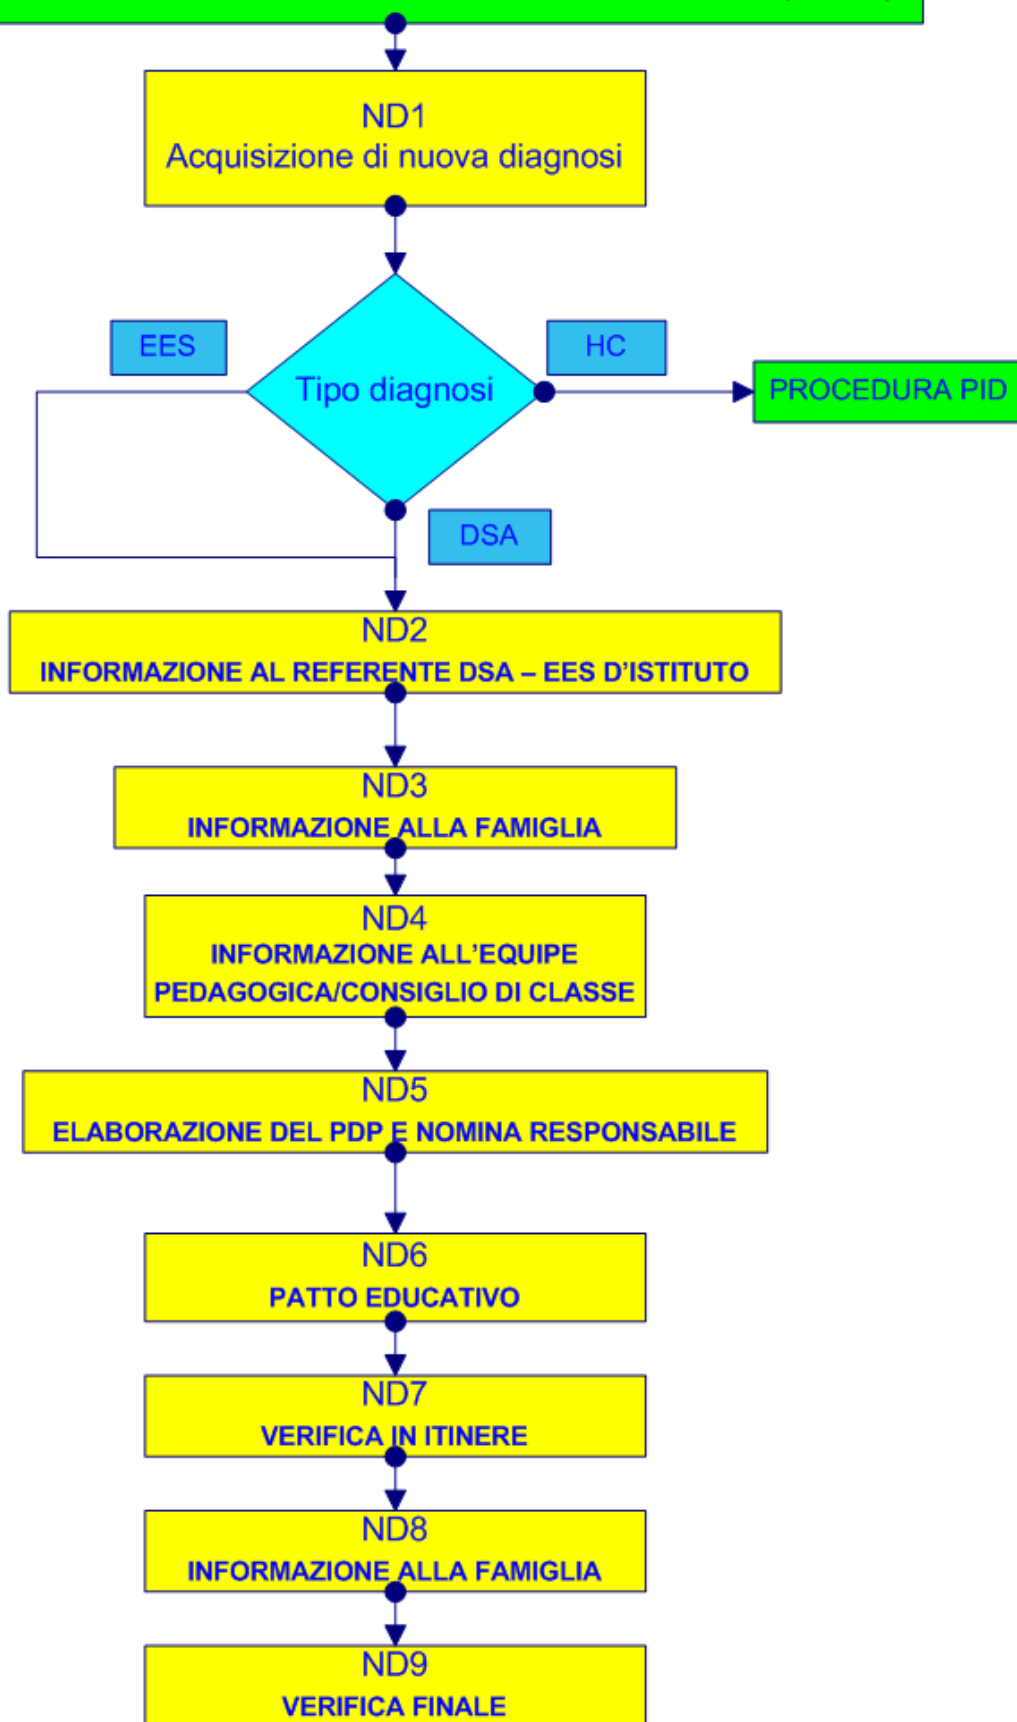 ND1
Acquisizione di nuova diagnosi
EES
HC
Tipo diagnosi
PROCEDURA PID
DSA
ND2
INFORMAZIONE AL REFERENTE DSA – EES D'ISTITUTO
ND3
INFORMAZIONE ALLA FAMIGLIA
ND4
INFORMAZIONE ALL'EQUIPE
PEDAGOGICA/CONSIGLIO DI CLASSE
ND5
ELABORAZIONE DEL PDP E NOMINA RESPONSABILE
ND6
PATTO EDUCATIVO
ND7
VERIFICA IN ITINERE
ND8
INFORMAZIONE ALLA FAMIGLIA
ND9
VERIFICA FINALE